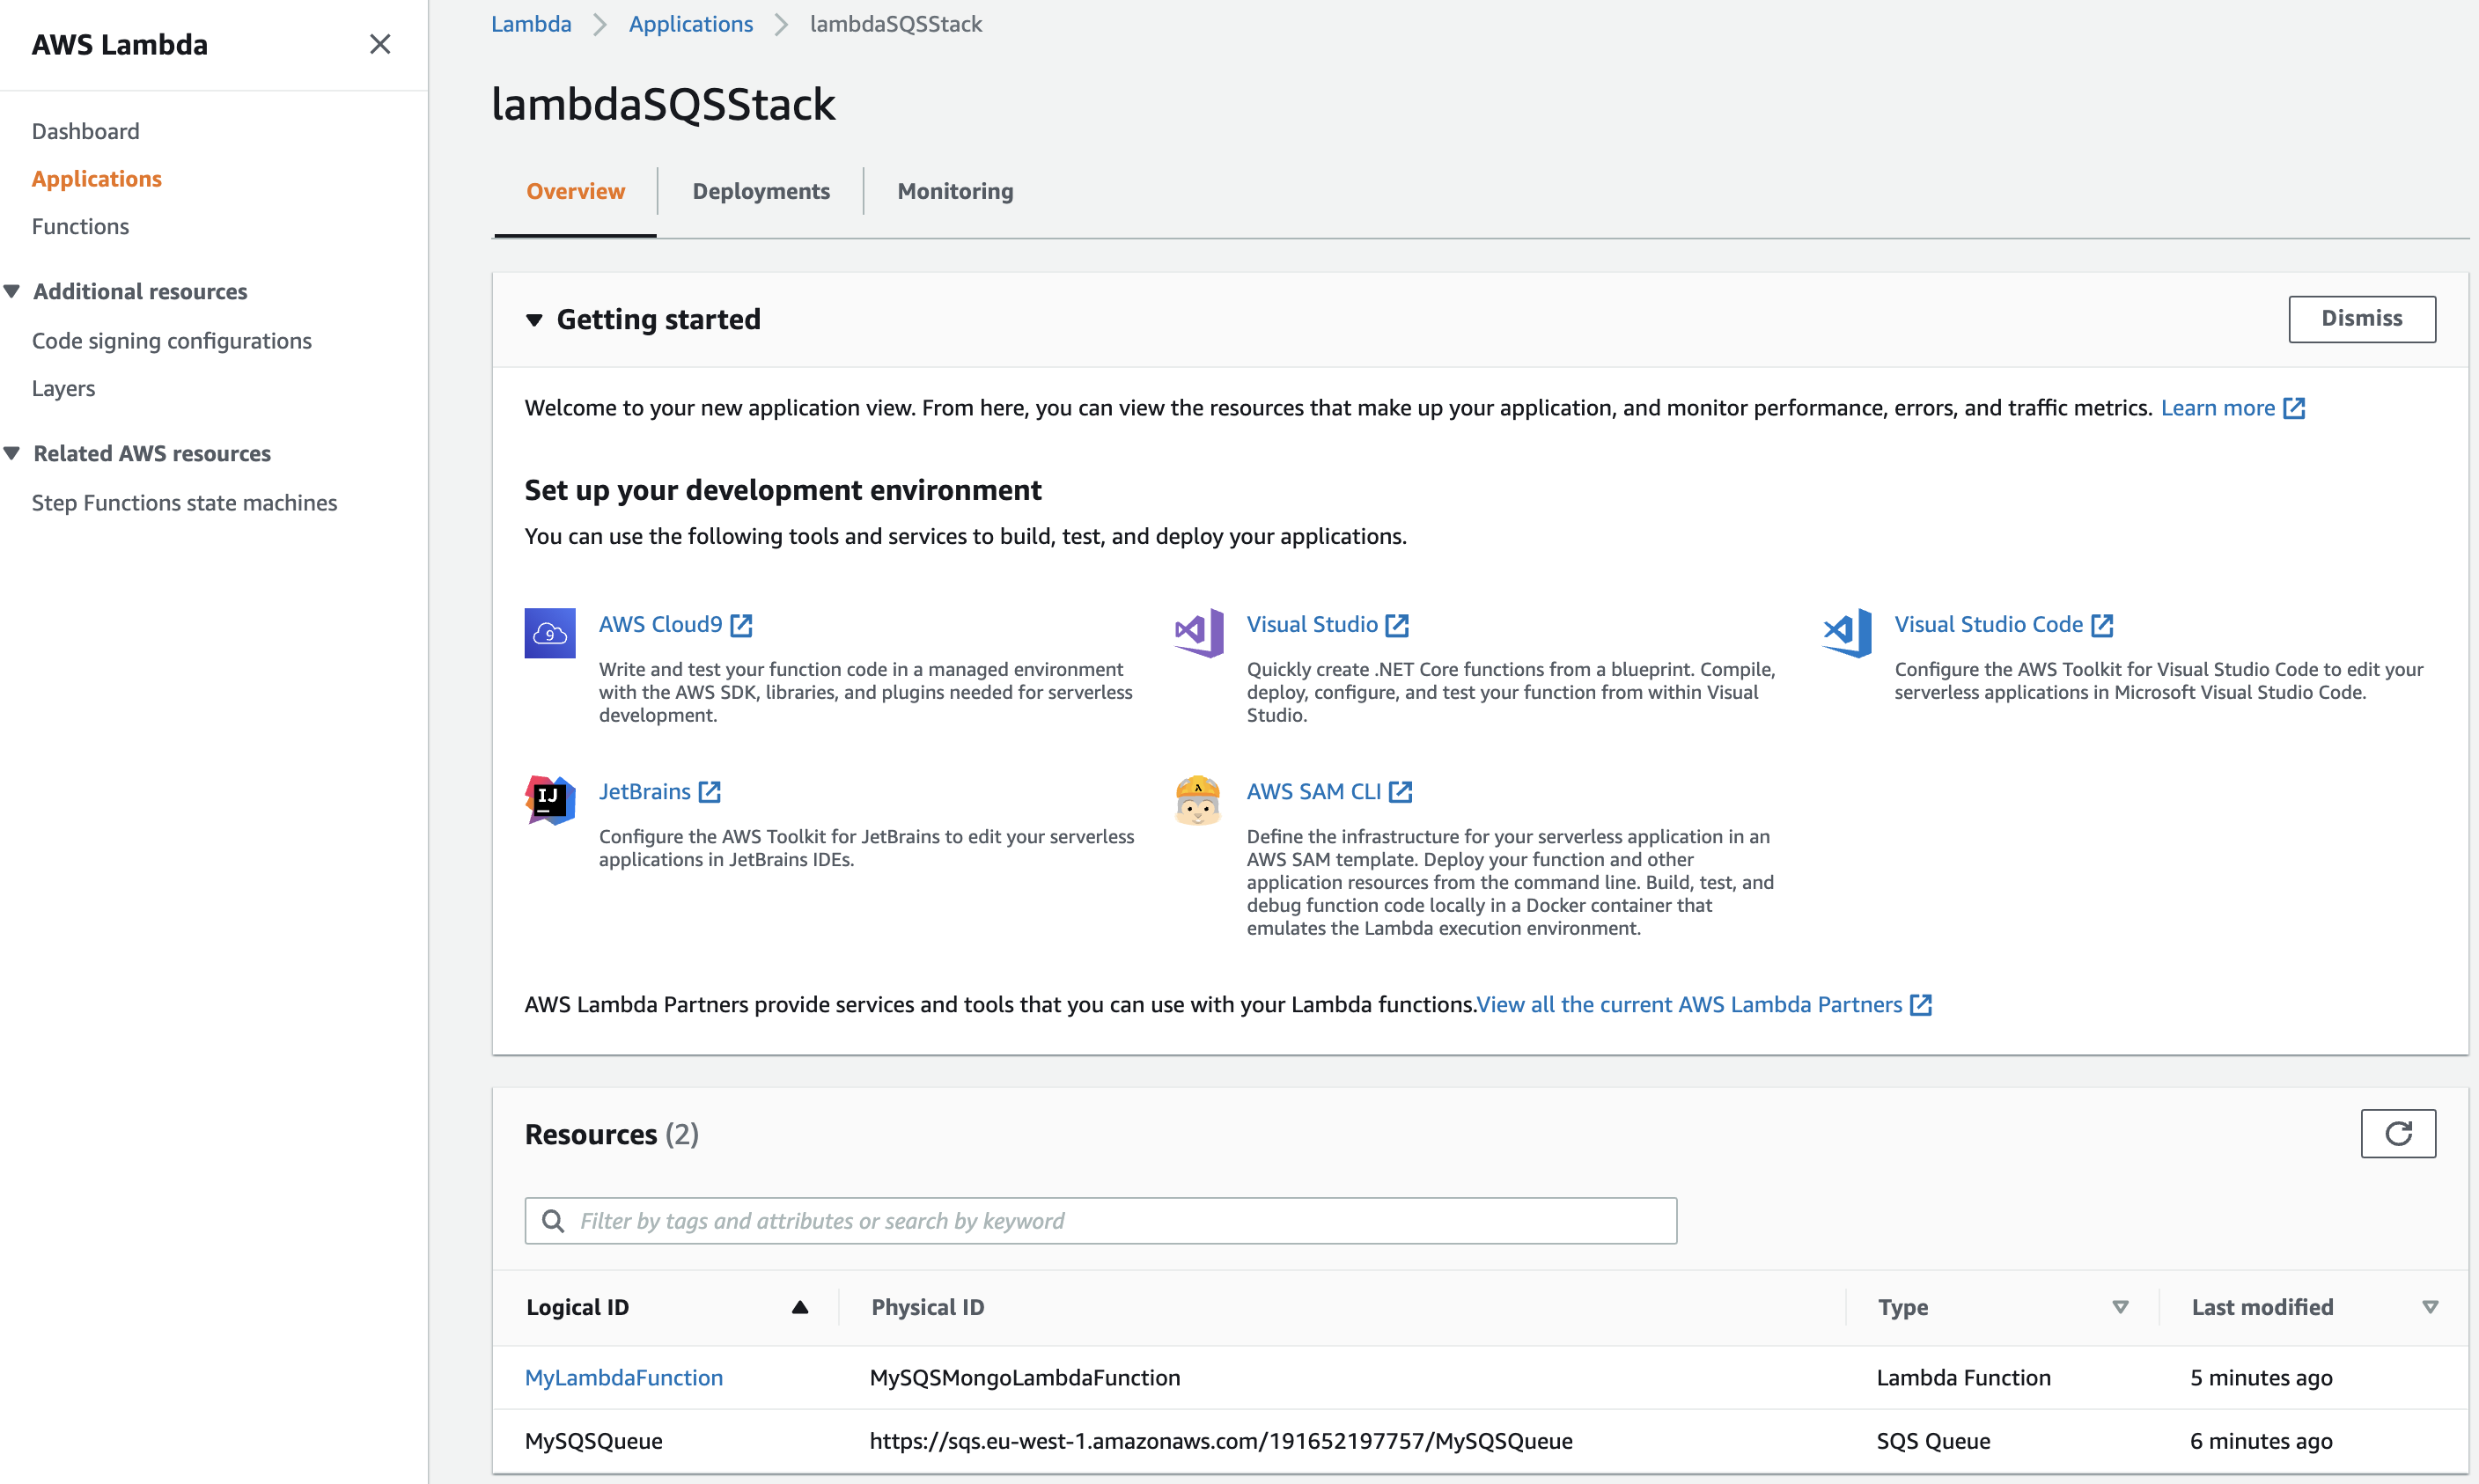 AWS Lambda
Dashboard
Applications
Functions
Additional resources
Code signing configurations
Layers
Related AWS resources
Step Functions state machines
Lambda > Applications > lambdaSQSStack
lambdaSQSStack
Overview
Deployments
Monitoring
Getting started
Dismiss
Welcome to your new application view. From here, you can view the resources that make up your application, and monitor performance, errors, and traffic metrics. Learn more
Set up your development environment
You can use the following tools and services to build, test, and deploy your applications.
9
AWS Cloud9
Write and test your function code in a managed environment
with the AWS SDK, libraries, and plugins needed for serverless
development.
Visual Studio
Quickly create .NET Core functions from a blueprint. Compile,
deploy, configure, and test your function from within Visual
Studio.
Visual Studio Code
Configure the AWS Toolkit for Visual Studio Code to edit your
serverless applications in Microsoft Visual Studio Code.
IJ
JetBrains
Configure the AWS Toolkit for JetBrains to edit your serverless
applications in JetBrains IDEs.
λ
AWS SAM CLI
Define the infrastructure for your serverless application in an
AWS SAM template. Deploy your function and other
application resources from the command line. Build, test, and
debug function code locally in a Docker container that
emulates the Lambda execution environment.
AWS Lambda Partners provide services and tools that you can use with your Lambda functions.View all the current AWS Lambda Partners
Resources (2)
Filter by tags and attributes or search by keyword
Logical ID Physical ID Type Last modified
MyLambdaFunction MySQSMongoLambdaFunction Lambda Function 5 minutes ago
MySQSQueue https://sqs.eu-west-1.amazonaws.com/191652197757/MySQSQueue SQS Queue 6 minutes ago